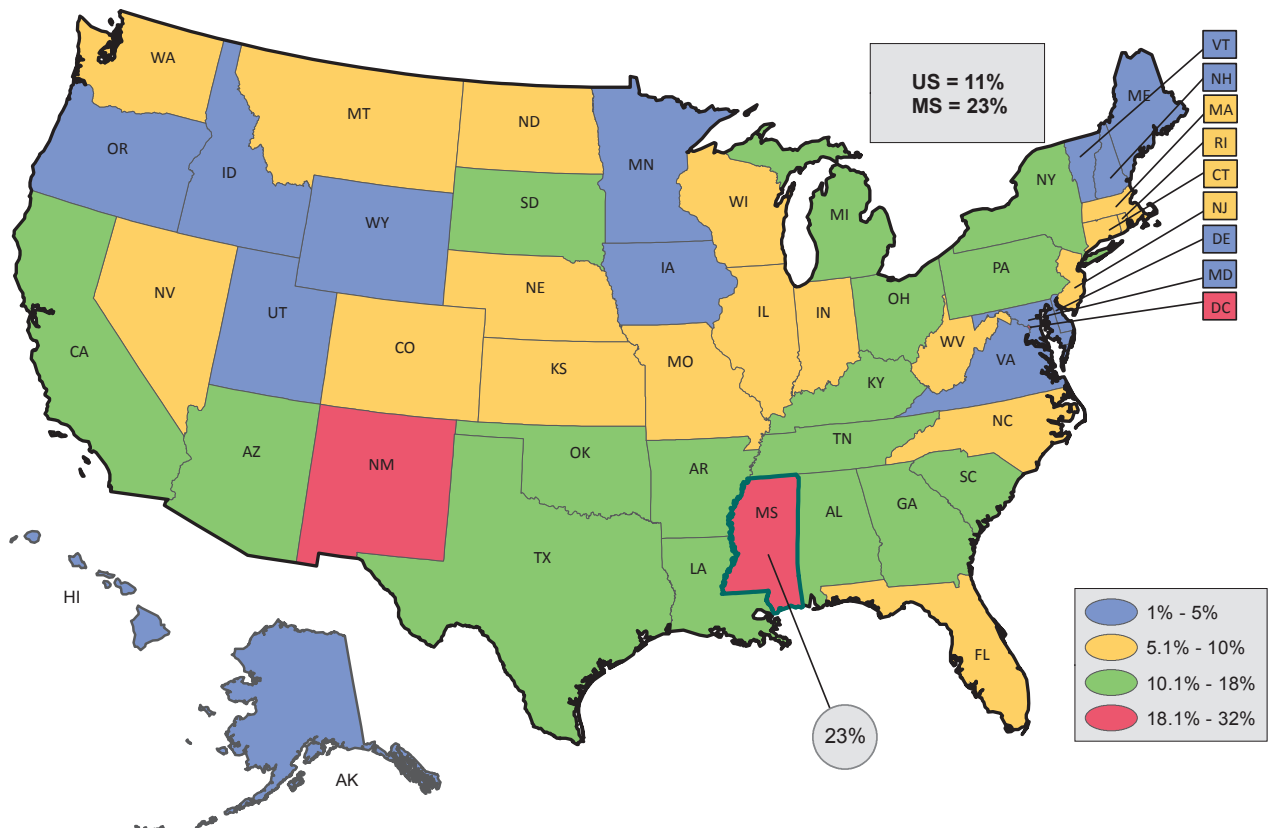 US = 11%
MS = 23%
WA
MT
ND
MN
ME
VT
NH
MA
RI
CT
NJ
DE
MD
DC
OR
ID
WY
SD
WI
MI
NY
NV
UT
NE
IA
PA
CA
CO
KS
MO
IL
IN
OH
WV
VA
KY
AZ
NM
OK
AR
TN
NC
SC
TX
LA
MS
AL
GA
FL
HI
AK
23%
1% - 5%
5.1% - 10%
10.1% - 18%
18.1% - 32%